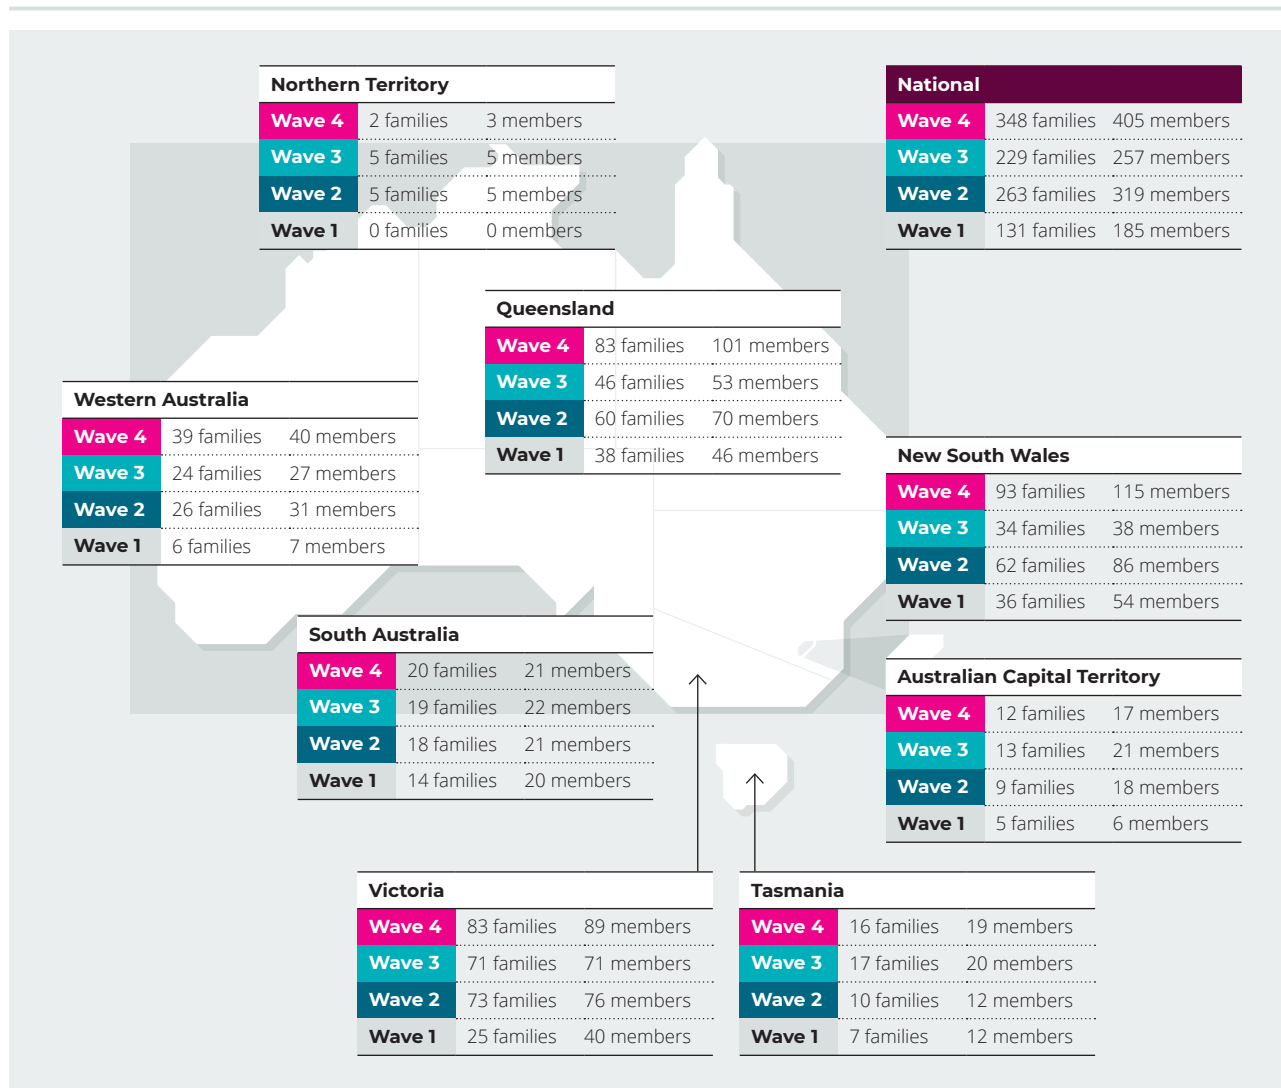 Northern Territory
Wave 4 2 families 3 members
Wave 3 5 families 5 members
Wave 2 5 families 5 members
Wave 1 0 families 0 members
National
Wave 4 348 families 405 members
Wave 3 229 families 257 members
Wave 2 263 families 319 members
Wave 1 131 families 185 members
Queensland
Wave 4 83 families 101 members
Wave 3 46 families 53 members
Wave 2 60 families 70 members
Wave 1 38 families 46 members
Western Australia
Wave 4 39 families 40 members
Wave 3 24 families 27 members
Wave 2 26 families 31 members
Wave 1 6 families 7 members
New South Wales
Wave 4 93 families 115 members
Wave 3 34 families 38 members
Wave 2 62 families 86 members
Wave 1 36 families 54 members
South Australia
Wave 4 20 families 21 members
Wave 3 19 families 22 members
Wave 2 18 families 21 members
Wave 1 14 families 20 members
Australian Capital Territory
Wave 4 12 families 17 members
Wave 3 13 families 21 members
Wave 2 9 families 18 members
Wave 1 5 families 6 members
Victoria
Wave 4 83 families 89 members
Wave 3 71 families 71 members
Wave 2 73 families 76 members
Wave 1 25 families 40 members
Tasmania
Wave 4 16 families 19 members
Wave 3 17 families 20 members
Wave 2 10 families 12 members
Wave 1 7 families 12 members